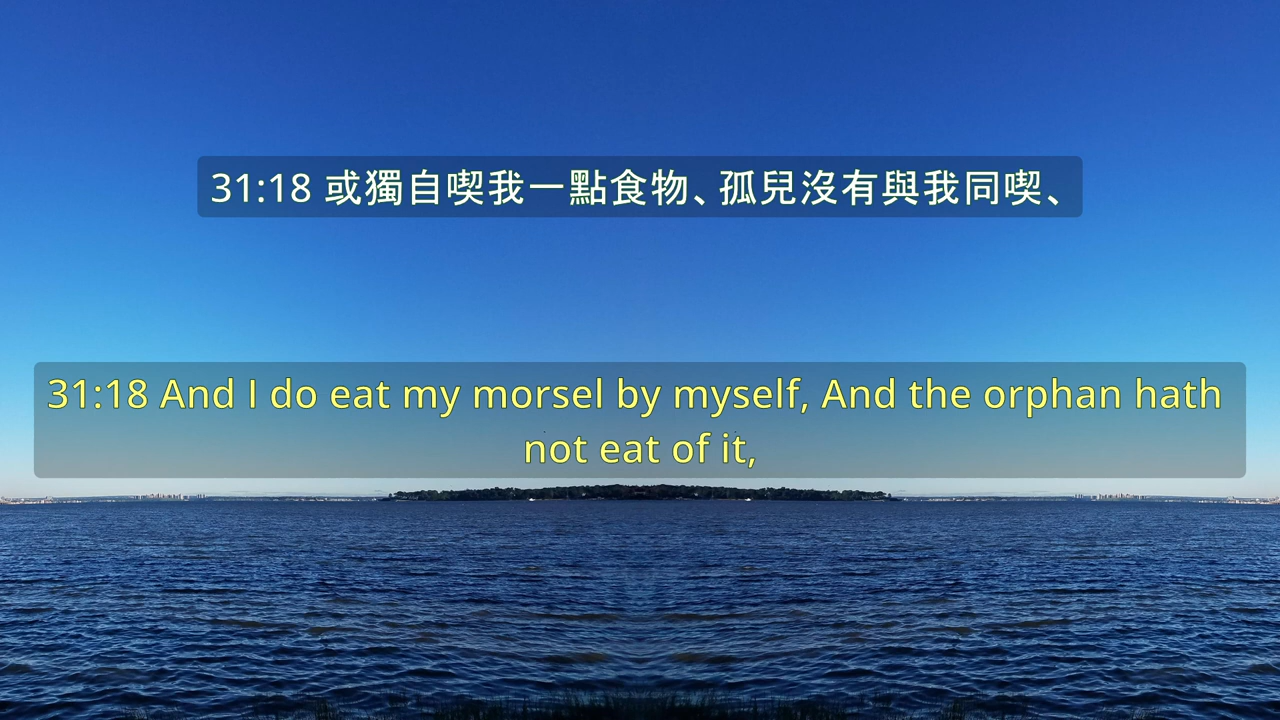 31:18 或獨自喫我一點食物、孤兒沒有與我同喫、
31:18 And I do eat my morsel by myself, And the orphan hath
not eat of it,